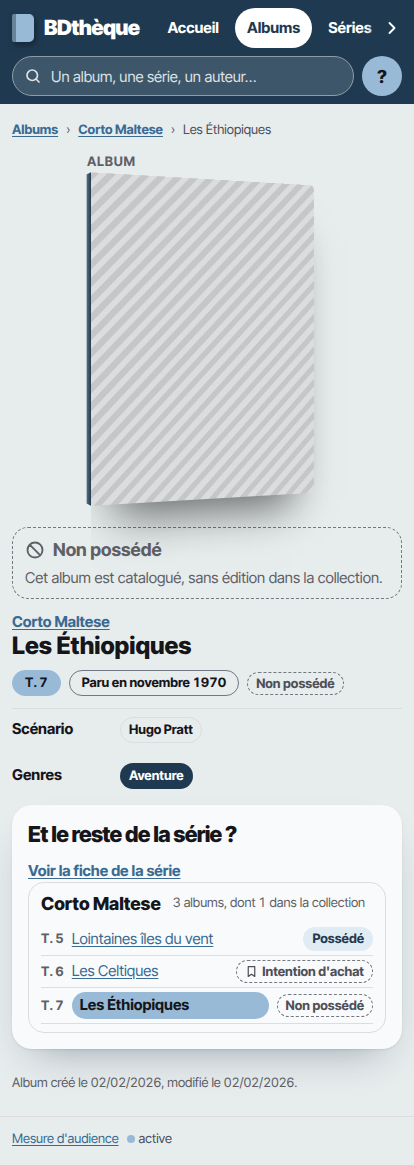 BDthèque Accueil Albums Séries
Un album, une série, un auteur... ?
Albums › Corto Maltese › Les Éthiopiques
ALBUM
Non possédé
Cet album est catalogué, sans édition dans la collection.
Corto Maltese
Les Éthiopiques
T. 7 Paru en novembre 1970 Non possédé
Scénario Hugo Pratt
Genres Aventure
Et le reste de la série ?
Voir la fiche de la série
Corto Maltese 3 albums, dont 1 dans la collection
T. 5 Lointaines îles du vent Possédé
T. 6 Les Celtiques Intention d'achat
T. 7 Les Éthiopiques Non possédé
Album créé le 02/02/2026, modifié le 02/02/2026.
Mesure d'audience active